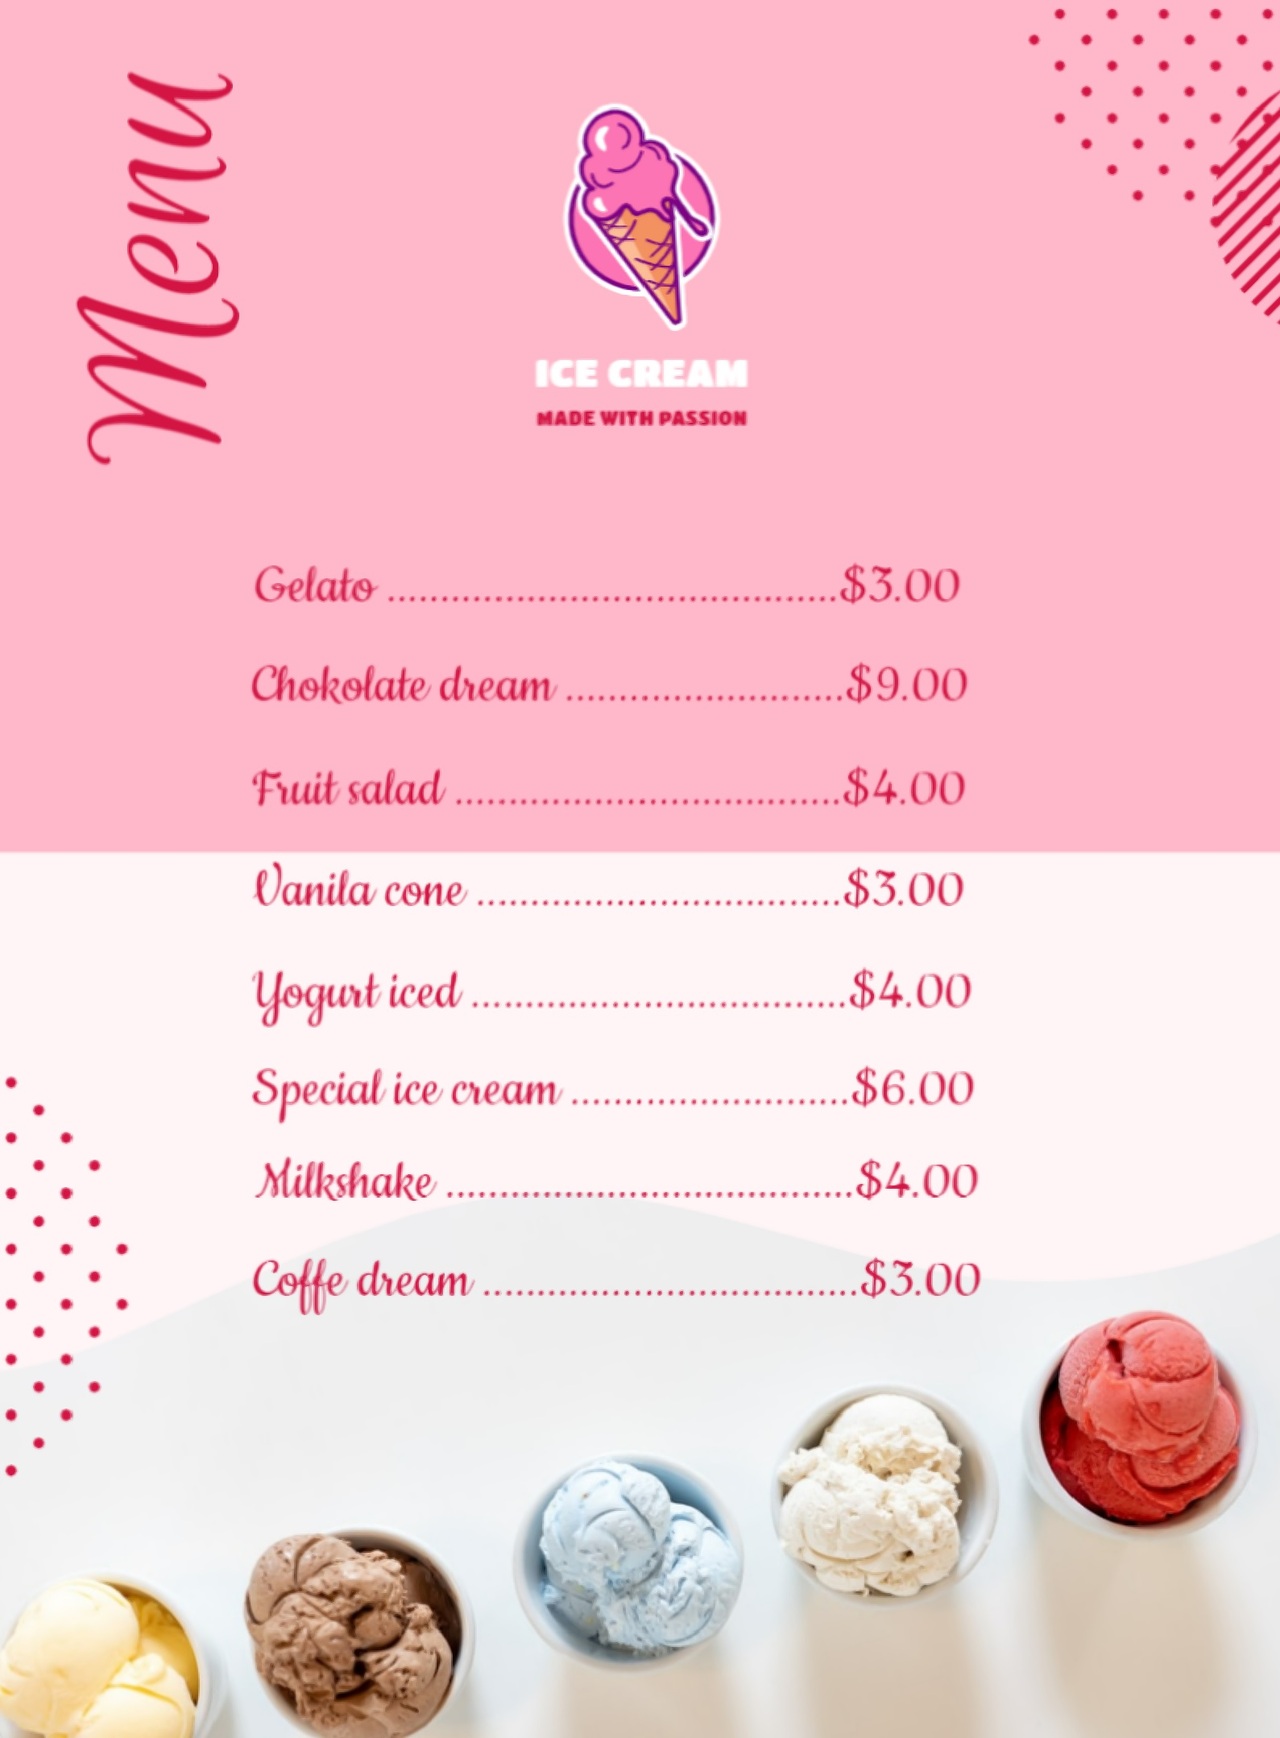 Menu
ICE CREAM
MADE WITH PASSION
Gelato ...........................................$3.00
Chokolate dream ...........................$9.00
Fruit salad .....................................$4.00
Vanila cone ...................................$3.00
Yogurt iced ....................................$4.00
Special ice cream ...........................$6.00
Milkshake .......................................$4.00
Coffe dream ....................................$3.00